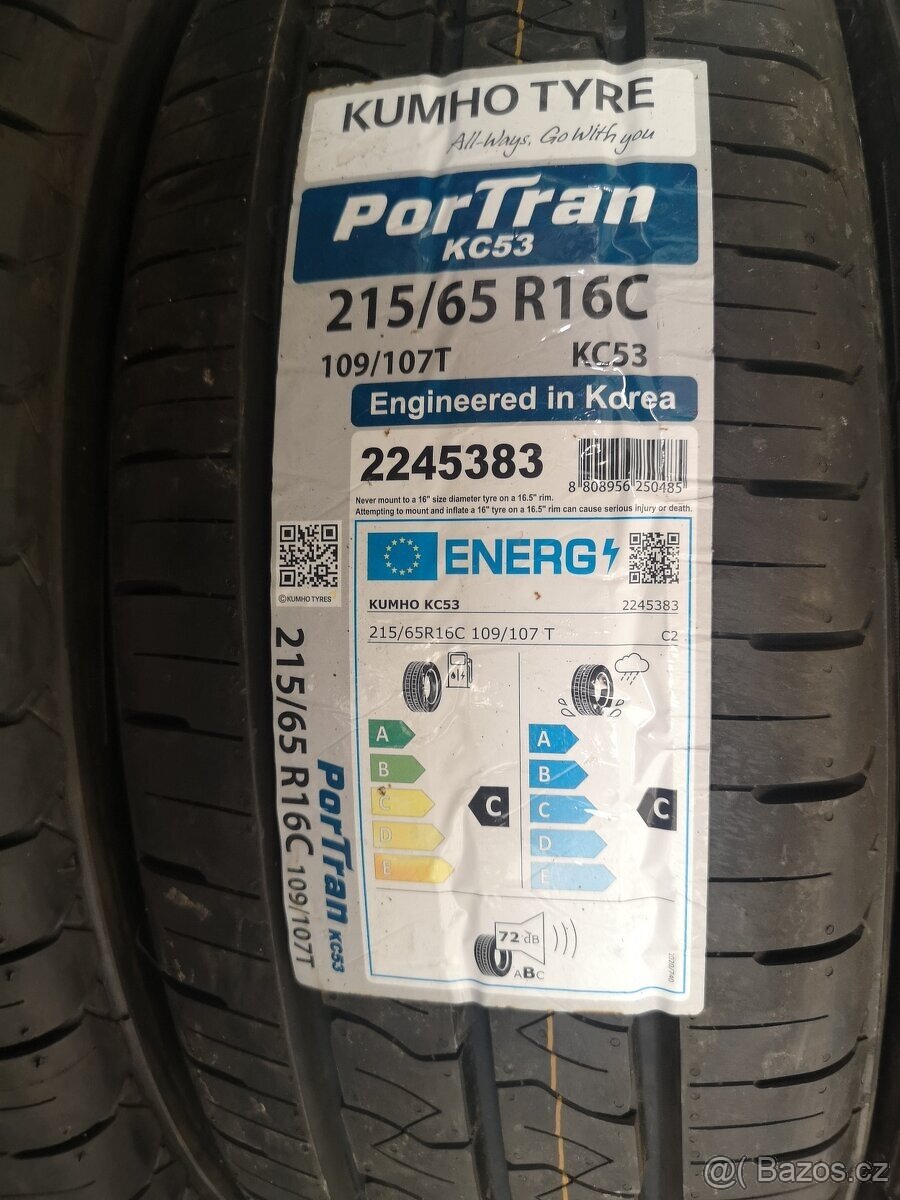 KUMHO TYRE
All-Ways, Go With you
PorTran
KC53
215/65 R16C
109/107T KC53
Engineered in Korea
2245383
8 808956 250485
Never mount to a 16" size diameter tyre on a 16.5" rim.
Attempting to mount and inflate a 16" tyre on a 16.5" rim can cause serious injury or death.
ENERG
©KUMHO TYRES
KUMHO KC53 2245383
215/65R16C 109/107 T C2
A A
B B
C C C C
D D
E E
72 dB
ABC
2020/740
215/65 R16C 109/107T
PorTran KC53
@( Bazos.cz